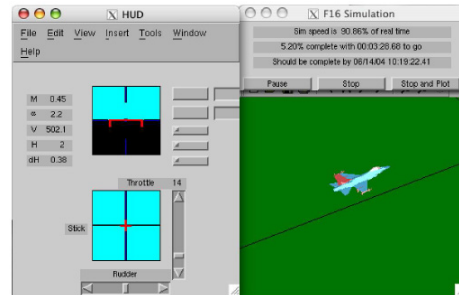 HUD
File Edit View Insert Tools Window
Help
M 0.45
α 2.2
V 502.1
H 2
dH 0.38
Throttle 14
Stick
Rudder
F16 Simulation
Sim speed is 90.86% of real time
5.20% complete with 00:03:28.68 to go
Should be complete by 06/14/04 10:19:22.41
Pause Stop Stop and Plot